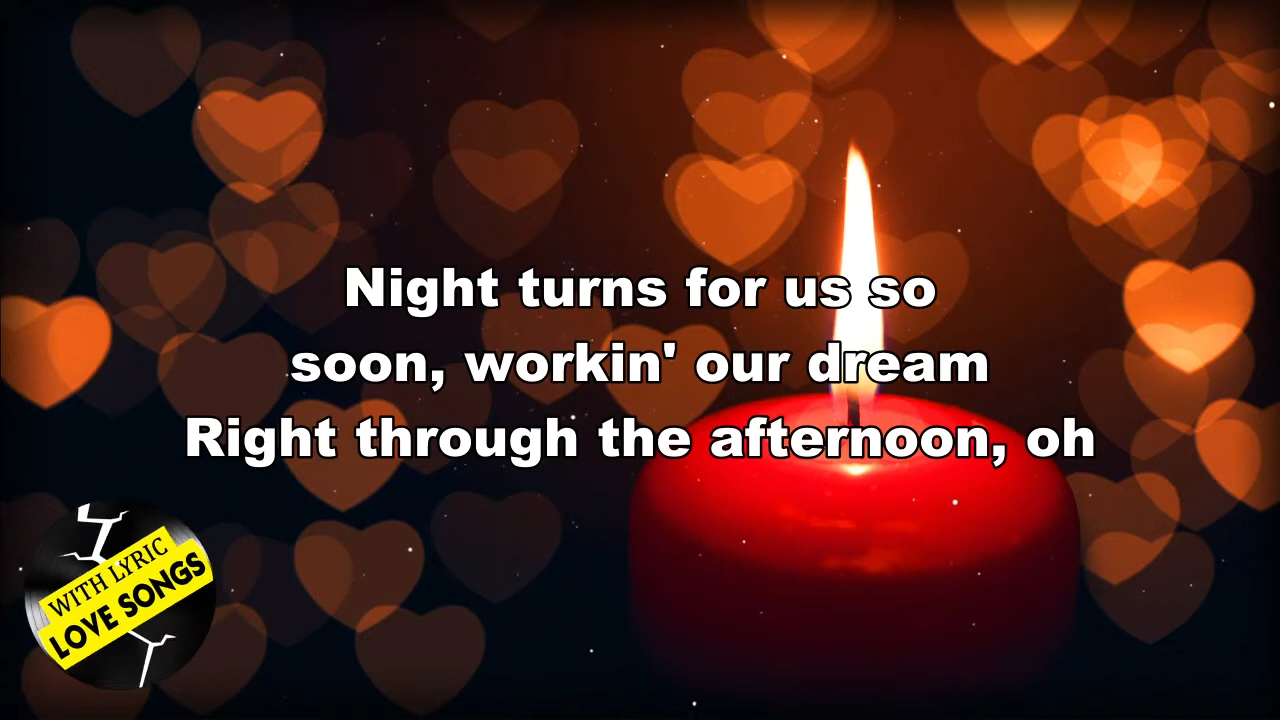 Night turns for us so
soon, workin' our dream
Right through the afternoon, oh
WITH LYRIC
LOVE SONGS